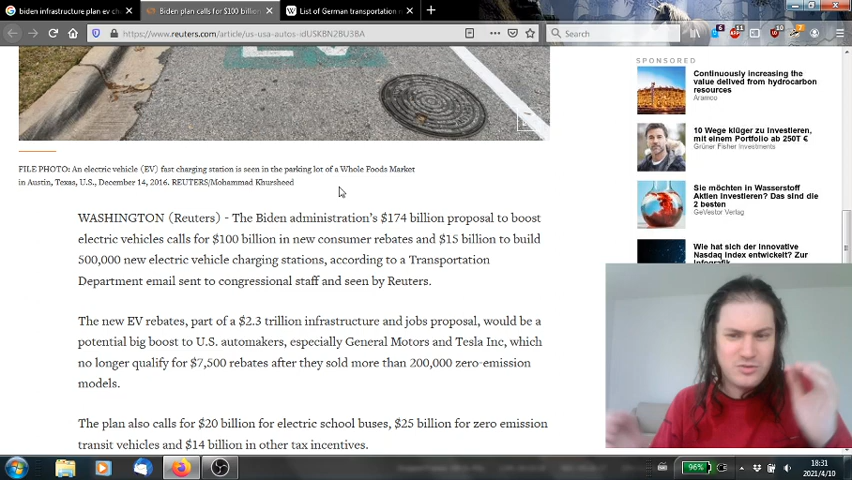 biden infrastructure plan ev ch
Biden plan calls for $100 billion
List of German transportation m
https://www.reuters.com/article/us-usa-autos-idUSKBN2BU3BA
Search
SPONSORED
Continuously increasing the
value derived from hydrocarbon
resources
Aramco
10 Wege klüger zu investieren,
mit einem Portfolio ab 250T €
Grüner Fisher Investments
Sie möchten in Wasserstoff
Aktien investieren? Das sind die
2 besten
GeVestor Verlag
Wie hat sich der innovative
Nasdaq Index entwickelt? Zur
Infografik
FILE PHOTO: An electric vehicle (EV) fast charging station is seen in the parking lot of a Whole Foods Market
in Austin, Texas, U.S., December 14, 2016. REUTERS/Mohammad Khursheed
WASHINGTON (Reuters) - The Biden administration's $174 billion proposal to boost
electric vehicles calls for $100 billion in new consumer rebates and $15 billion to build
500,000 new electric vehicle charging stations, according to a Transportation
Department email sent to congressional staff and seen by Reuters.
The new EV rebates, part of a $2.3 trillion infrastructure and jobs proposal, would be a
potential big boost to U.S. automakers, especially General Motors and Tesla Inc, which
no longer qualify for $7,500 rebates after they sold more than 200,000 zero-emission
models.
The plan also calls for $20 billion for electric school buses, $25 billion for zero emission
transit vehicles and $14 billion in other tax incentives.
96%
18:31
2021/4/10